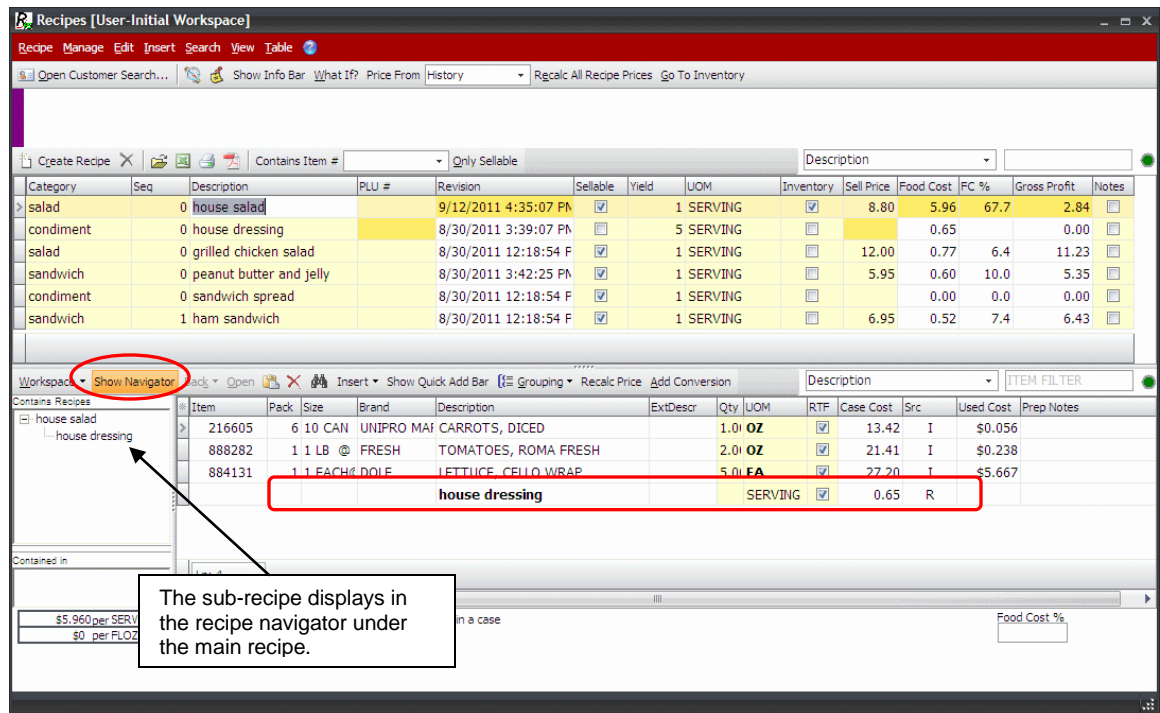 Recipes [User-Initial Workspace]
Recipe Manage Edit Insert Search View Table
Open Customer Search... Show Info Bar What If? Price From History Recalc All Recipe Prices Go To Inventory
Create Recipe Contains Item # Only Sellable Description
Category Seq Description PLU # Revision Sellable Yield UOM Inventory Sell Price Food Cost FC % Gross Profit Notes
salad 0 house salad 9/12/2011 4:35:07 PM 1 SERVING 8.80 5.96 67.7 2.84
condiment 0 house dressing 8/30/2011 3:39:07 PM 5 SERVING 0.65 0.00
salad 0 grilled chicken salad 8/30/2011 12:18:54 P 1 SERVING 12.00 0.77 6.4 11.23
sandwich 0 peanut butter and jelly 8/30/2011 3:42:25 PM 1 SERVING 5.95 0.60 10.0 5.35
condiment 0 sandwich spread 8/30/2011 12:18:54 P 1 SERVING 0.00 0.0 0.00
sandwich 1 ham sandwich 8/30/2011 12:18:54 P 1 SERVING 6.95 0.52 7.4 6.43
Workspace Show Navigator Back Open Insert Show Quick Add Bar Grouping Recalc Price Add Conversion Description ITEM FILTER
Contains Recipes
house salad
house dressing
Item Pack Size Brand Description ExtDescr Qty UOM RTF Case Cost Src Used Cost Prep Notes
216605 6 10 CAN UNIPRO MAF CARROTS, DICED 1.0 OZ 13.42 I $0.056
888282 1 1 LB @ FRESH TOMATOES, ROMA FRESH 2.0 OZ 21.41 I $0.238
884131 1 1 EACH@ DOLE LETTUCE, CELLO WRAP 5.0 EA 27.20 I $5.667
house dressing SERVING 0.65 R
Contained in
The sub-recipe displays in
the recipe navigator under
the main recipe.
$5.960 per SERV in a case Food Cost %
$0 per FLOZ